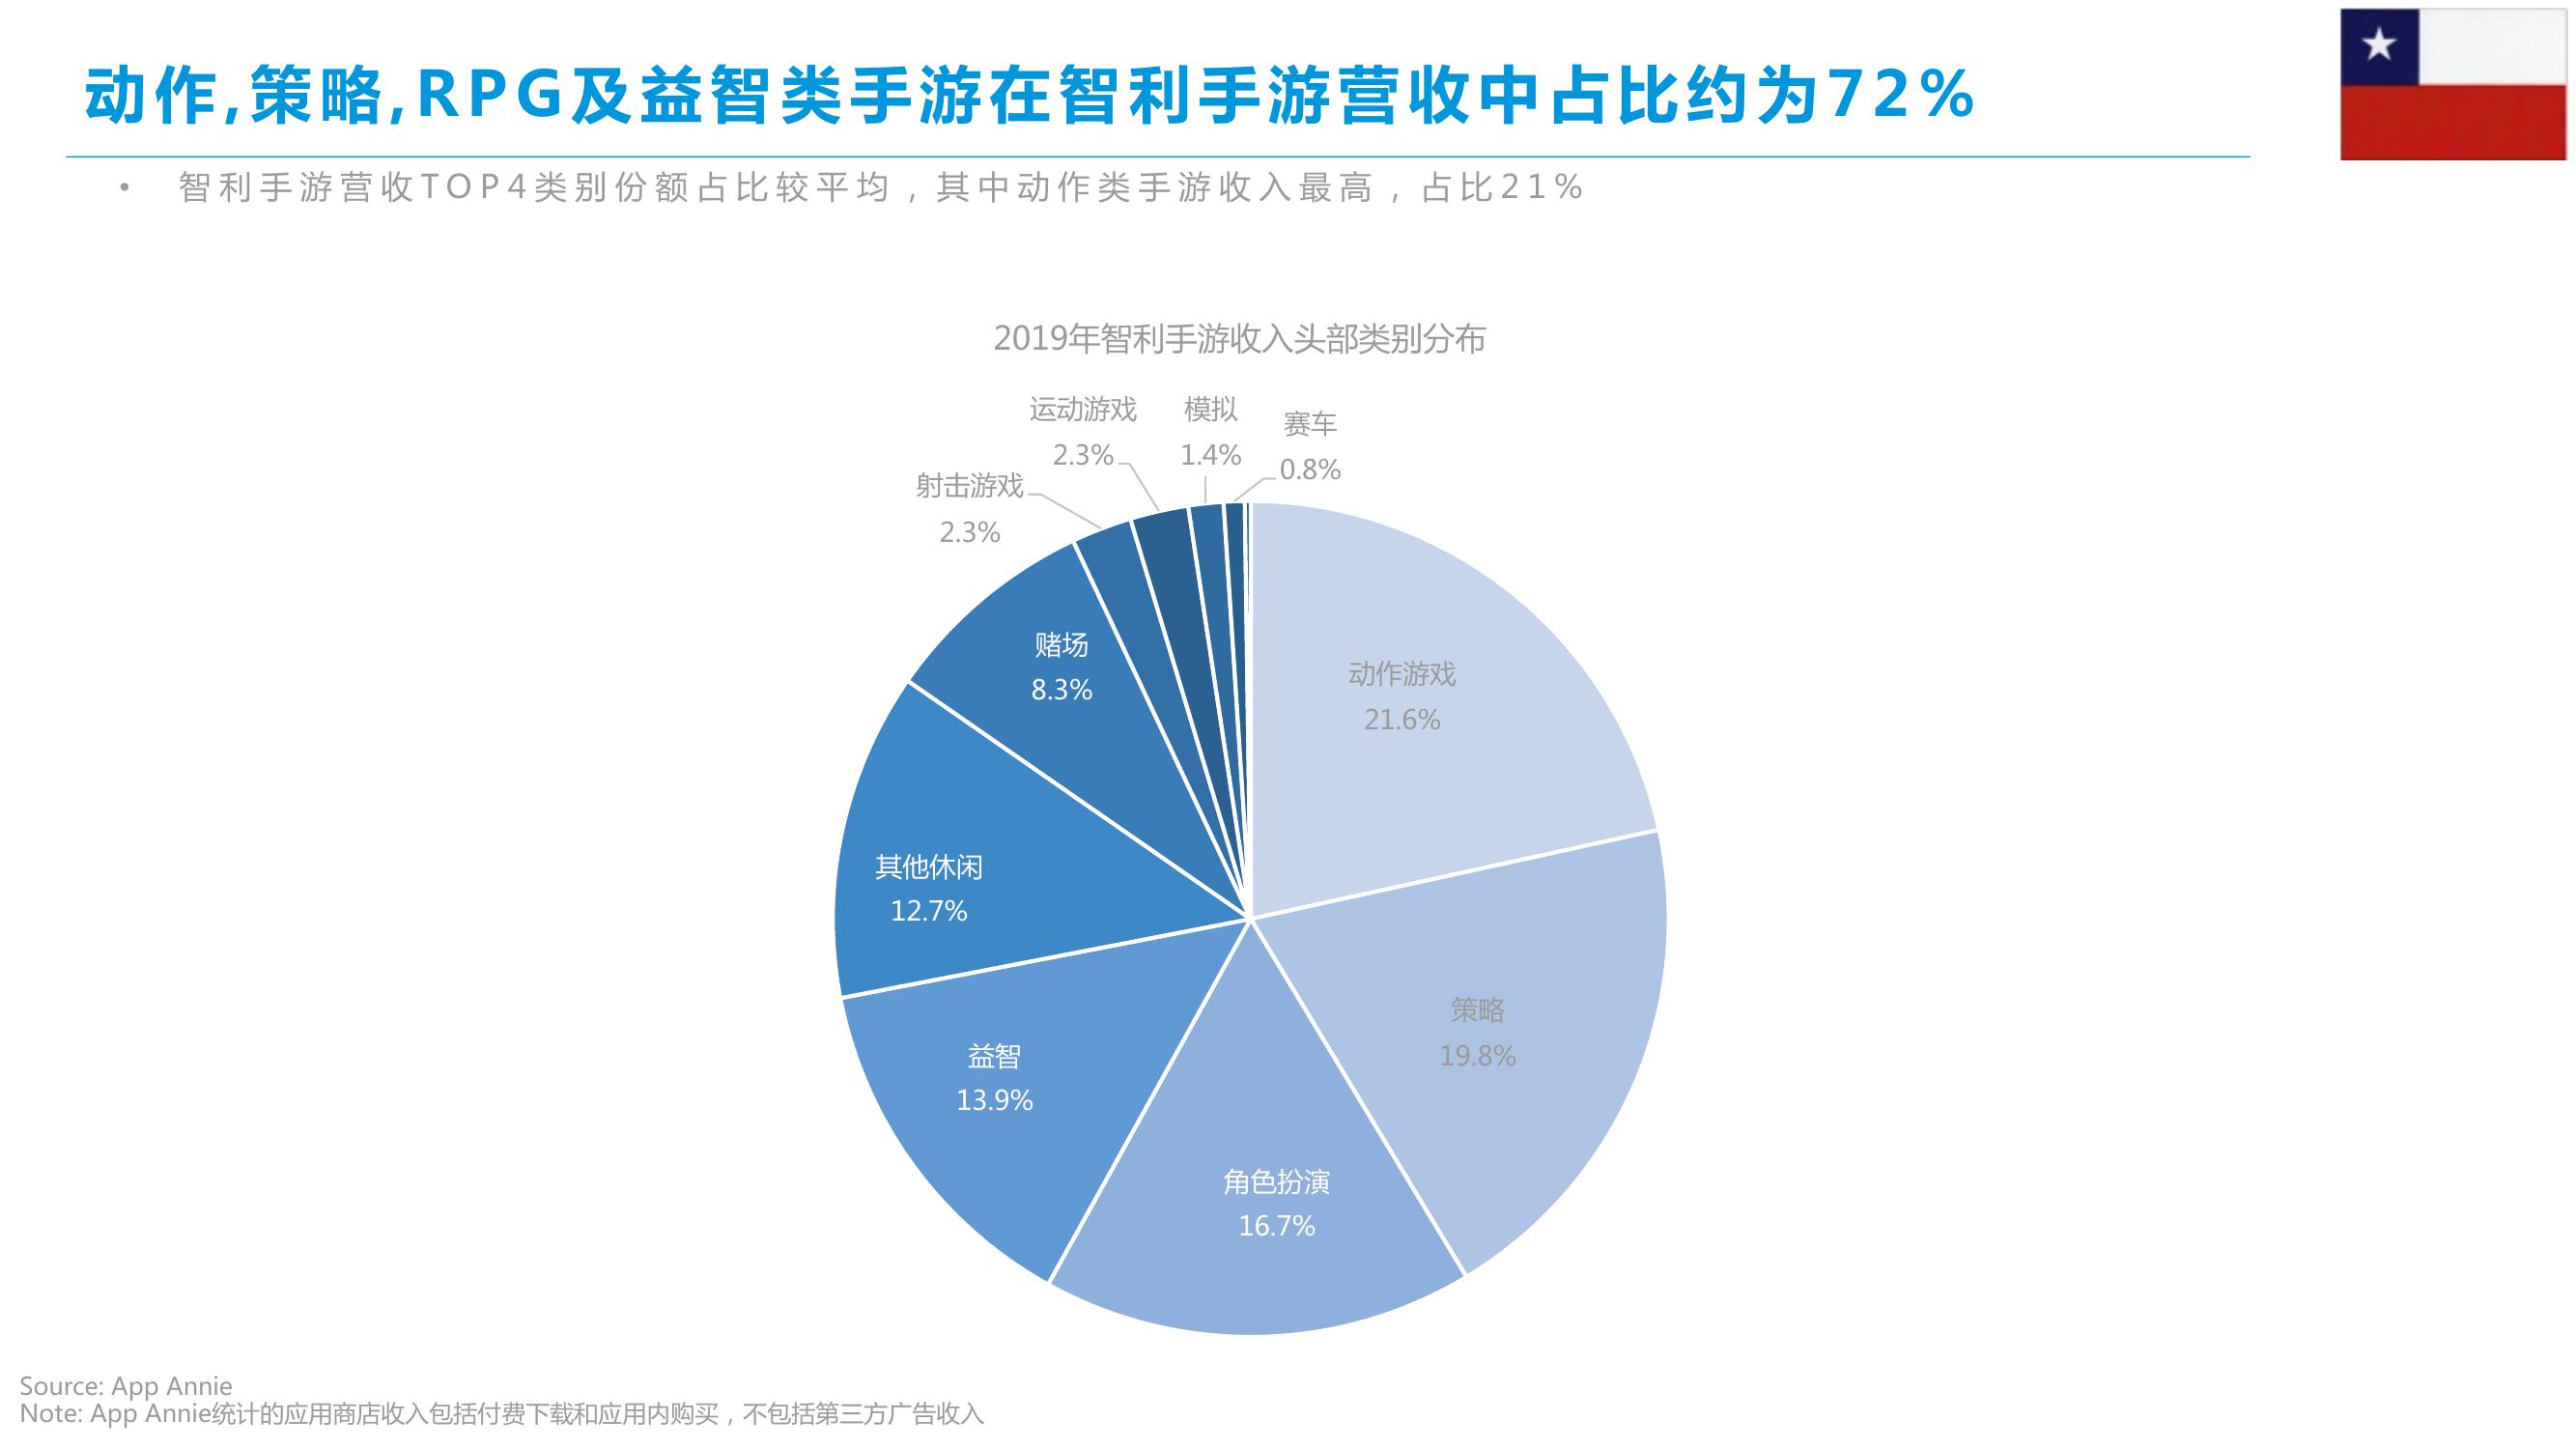 动作,策略,RPG及益智类手游在智利手游营收中占比约为72%
• 智利手游营收TOP4类别份额占比较平均，其中动作类手游收入最高，占比21%
2019年智利手游收入头部类别分布
运动游戏
2.3%
模拟
1.4%
赛车
0.8%
射击游戏
2.3%
赌场
8.3%
动作游戏
21.6%
其他休闲
12.7%
策略
19.8%
益智
13.9%
角色扮演
16.7%
Source: App Annie
Note: App Annie统计的应用商店收入包括付费下载和应用内购买，不包括第三方广告收入